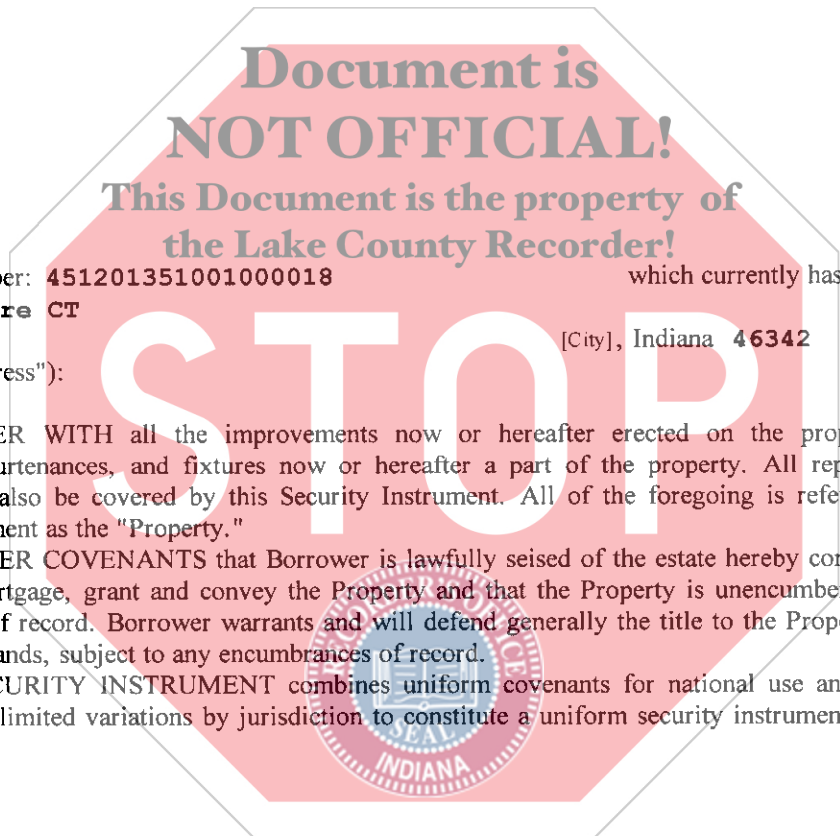 Document is
NOT OFFICIAL!
This Document is the property of
the Lake County Recorder!
er: 451201351001000018 which currently has
re CT
[City], Indiana 46342
ress"):
STOP
ER WITH all the improvements now or hereafter erected on the prop
urtenances, and fixtures now or hereafter a part of the property. All rep
also be covered by this Security Instrument. All of the foregoing is refe
ent as the "Property."
ER COVENANTS that Borrower is lawfully seised of the estate hereby con
rtgage, grant and convey the Property and that the Property is unencumbe
f record. Borrower warrants and will defend generally the title to the Prope
ands, subject to any encumbrances of record.
CURITY INSTRUMENT combines uniform covenants for national use an
limited variations by jurisdiction to constitute a uniform security instrumen
RECORDER'S OFFICE
SEAL
INDIANA